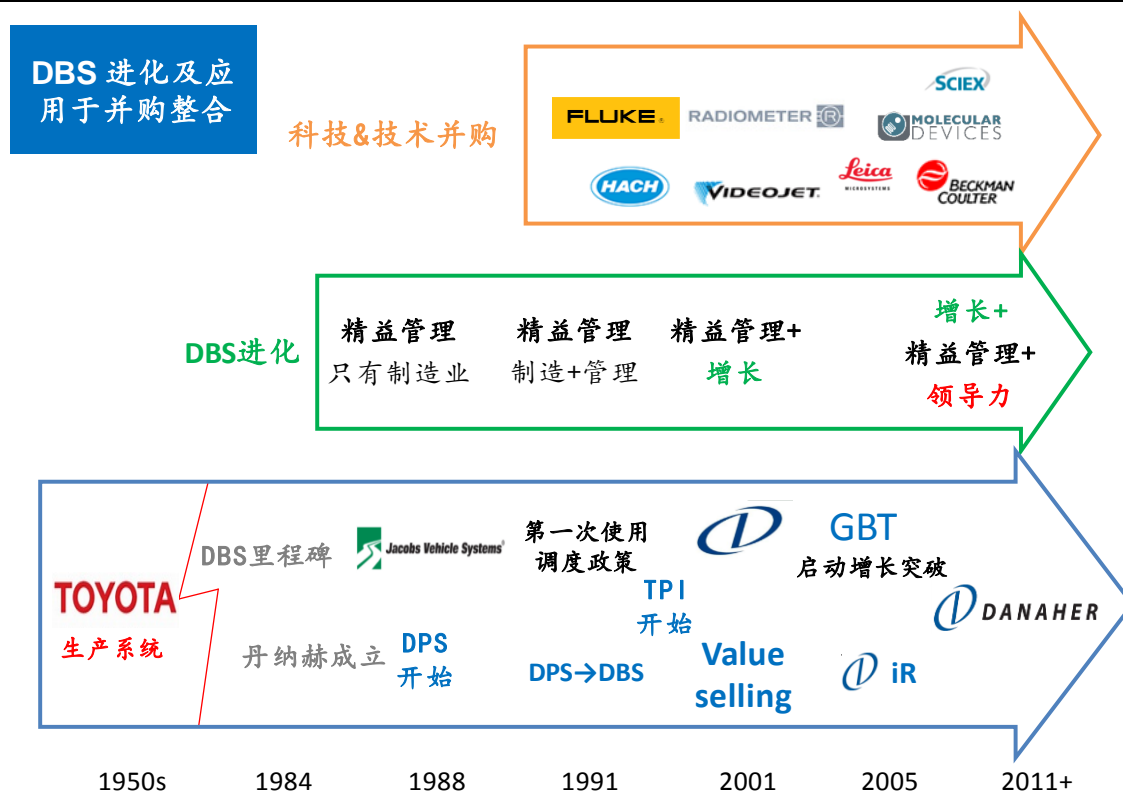 DBS 进化及应
用于并购整合
科技&技术并购
FLUKE®
RADIOMETER R
SCIEX
MOLECULAR
DEVICES
HACH
VIDEOJET.
Leica
MICROSYSTEMS
BECKMAN
COULTER
DBS进化
精益管理
只有制造业
精益管理
制造+管理
精益管理+
增长
增长+
精益管理+
领导力
TOYOTA
生产系统
DBS里程碑
丹纳赫成立
Jacobs Vehicle Systems®
DPS
开始
第一次使用
调度政策
TPI
开始
DPS→DBS
Value
selling
GBT
启动增长突破
iR
DANAHER
1950s 1984 1988 1991 2001 2005 2011+